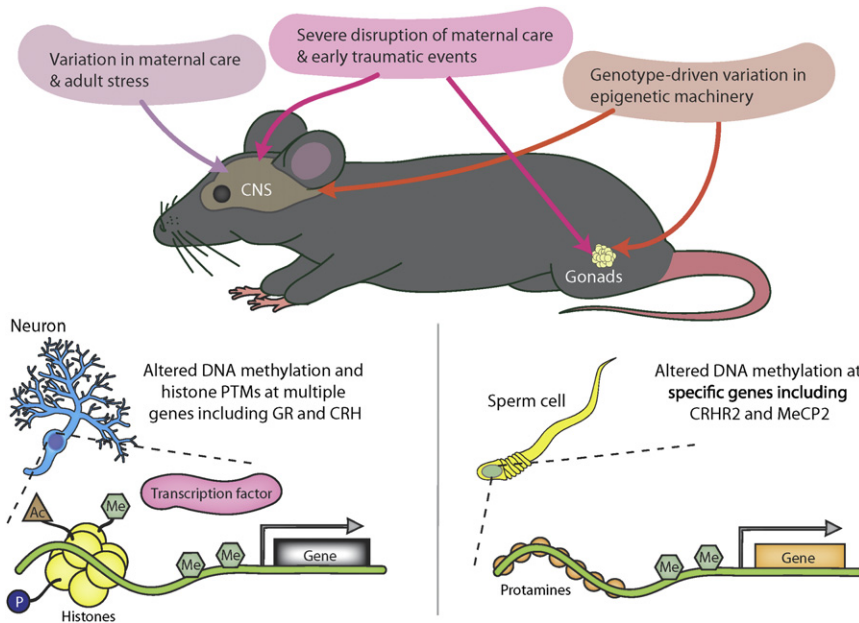 Variation in maternal care
& adult stress
Severe disruption of maternal care
& early traumatic events
Genotype-driven variation in
epigenetic machinery
CNS
Gonads
Neuron
Altered DNA methylation and
histone PTMs at multiple
genes including GR and CRH
Ac
Me
Transcription factor
Me
Me
Gene
P
Histones
Sperm cell
Altered DNA methylation at
specific genes including
CRHR2 and MeCP2
Me
Me
Gene
Protamines